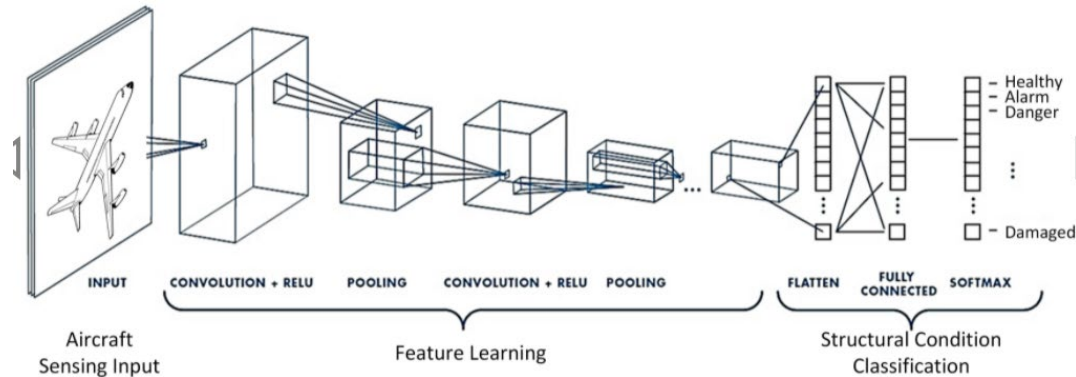 Healthy
Alarm
Danger
Damaged
INPUT
CONVOLUTION + RELU
POOLING
CONVOLUTION + RELU
POOLING
FLATTEN
FULLY
CONNECTED
SOFTMAX
Aircraft
Sensing Input
Feature Learning
Structural Condition
Classification